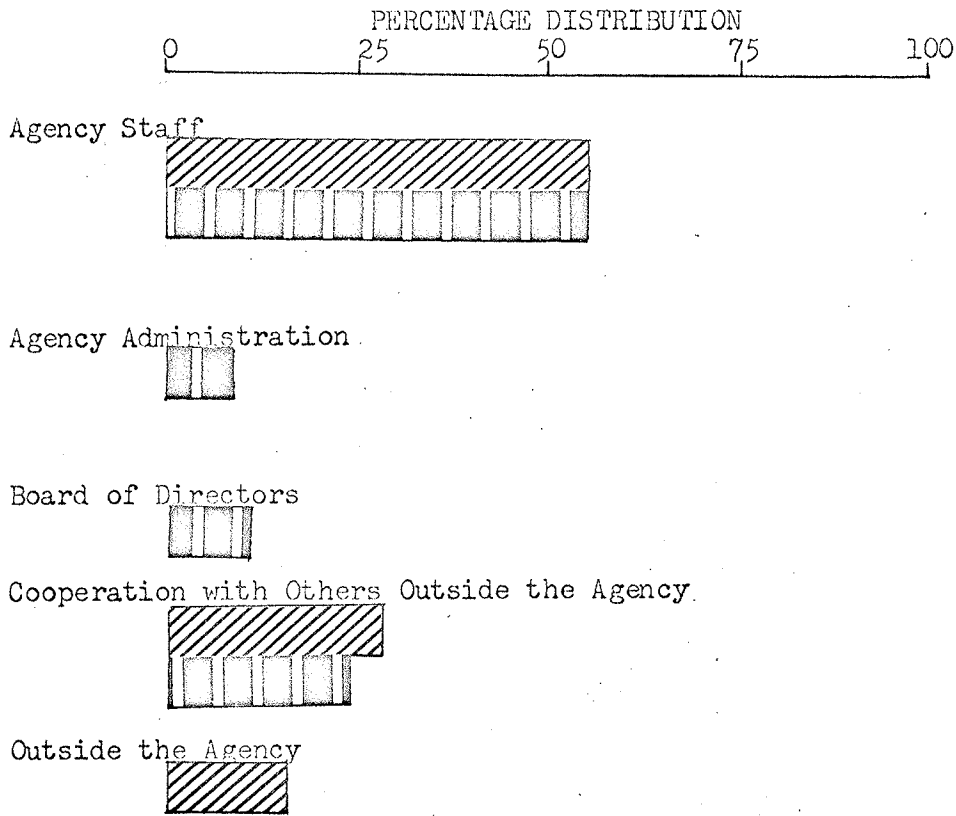 PERCENTAGE DISTRIBUTION
0 25 50 75 100
Agency Staff
Agency Administration
Board of Directors
Cooperation with Others Outside the Agency
Outside the Agency